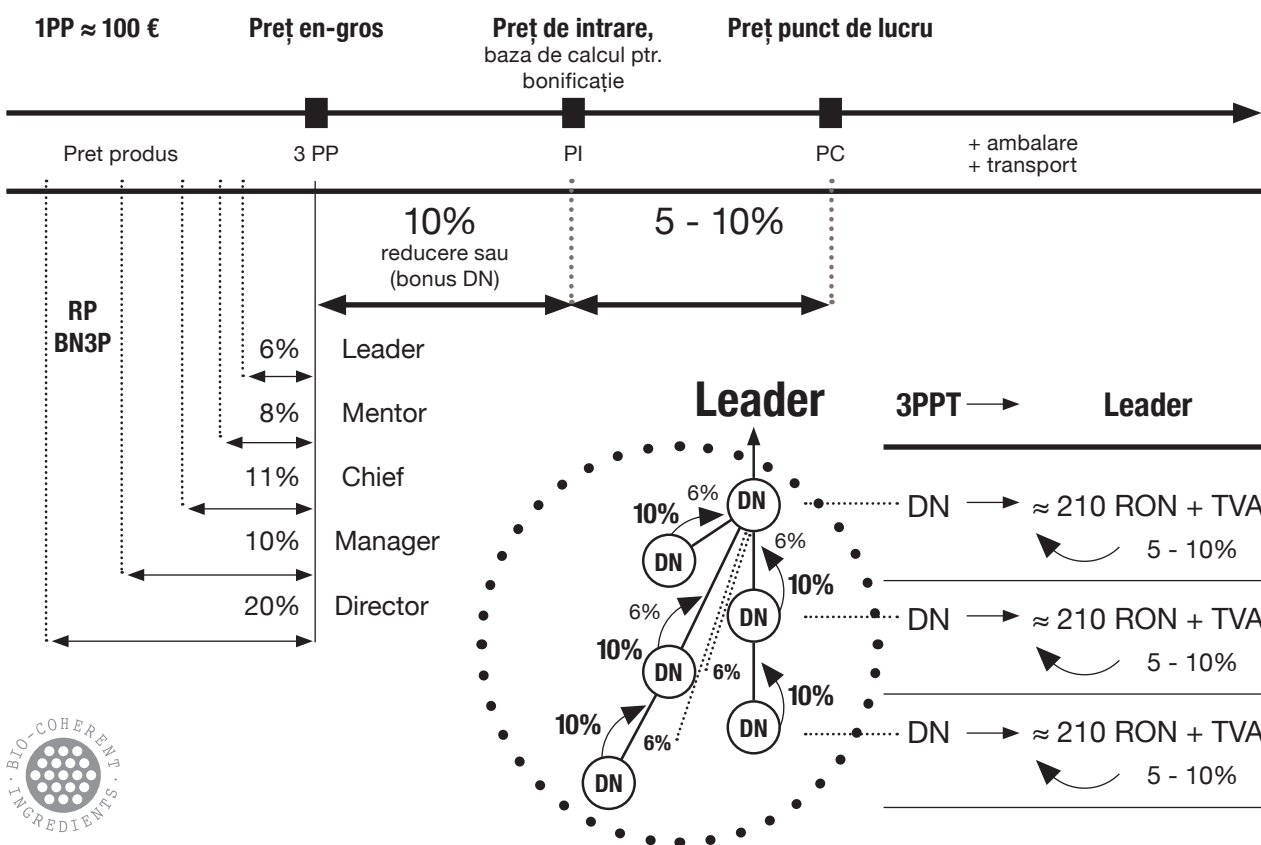 1PP ≈ 100 €
Preț en-gros
Preț de intrare,
baza de calcul ptr.
bonificație
Preț punct de lucru
Pret produs
3 PP
PI
PC
+ ambalare
+ transport
10%
reducere sau
(bonus DN)
5 - 10%
RP
BN3P
6% Leader
8% Mentor
11% Chief
10% Manager
20% Director
Leader
DN
6%
10%
DN
6%
10%
DN
6%
10%
DN
6%
10%
DN
10%
6%
DN
3PPT Leader
DN ≈ 210 RON + TVA
5 - 10%
DN ≈ 210 RON + TVA
5 - 10%
DN ≈ 210 RON + TVA
5 - 10%
BIO-COHERENT
INGREDIENTS